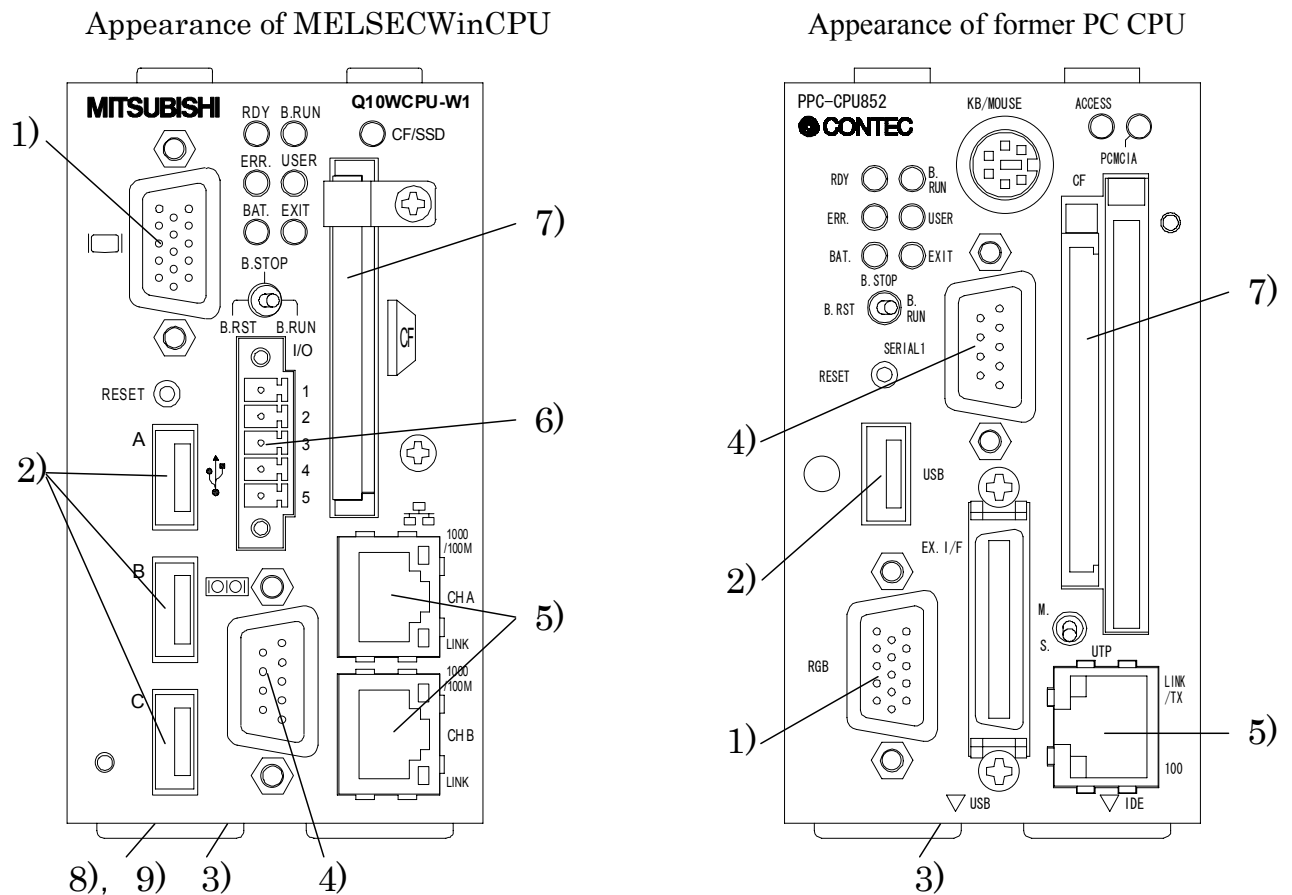 Appearance of MELSECWinCPU
MITSUBISHI
Q10WCPU-W1
RDY B.RUN
CF/SSD
1)
ERR. USER
BAT. EXIT
7)
B.STOP
B.RST B.RUN
CF
I/O
RESET
1
2
3
4
5
6)
A
2)
B
C
1000
/100M
CH A
LINK
5)
1000
/100M
CH B
LINK
8), 9) 3) 4)
Appearance of former PC CPU
PPC-CPU852
CONTEC
KB/MOUSE
ACCESS
PCMCIA
CF
RDY
B.
RUN
ERR.
USER
BAT.
EXIT
B. STOP
B. RST
B.
RUN
7)
SERIAL1
RESET
4)
USB
2)
EX. I/F
M.
S.
UTP
RGB
LINK
/TX
1)
5)
100
USB
IDE
3)